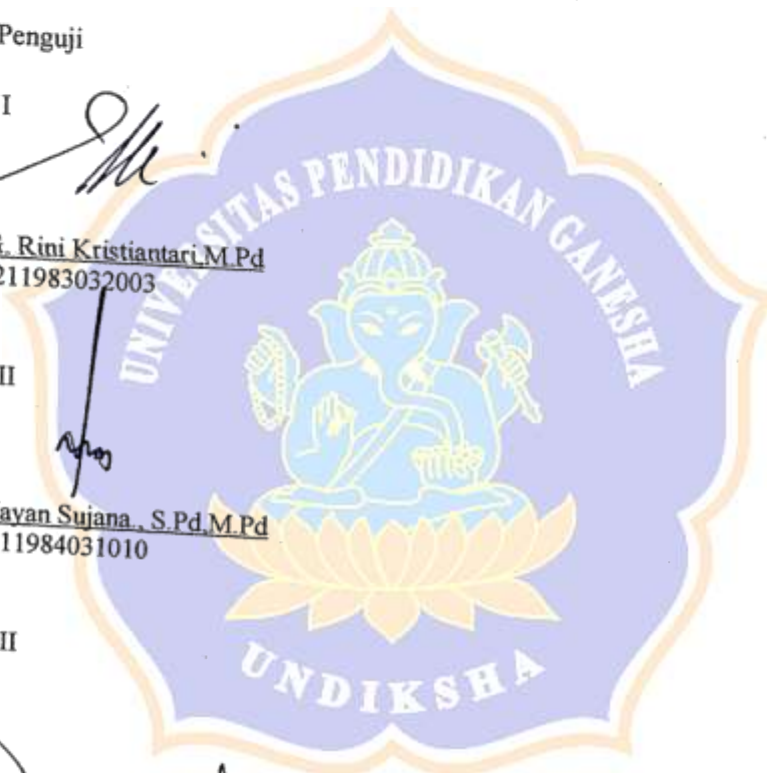 Penguji
I
Rini Kristiantari,M.Pd
211983032003
II
ayan Sujana., S.Pd,M.Pd
11984031010
II
UNIVERSITAS PENDIDIKAN GANESHA
UNDIKSHA